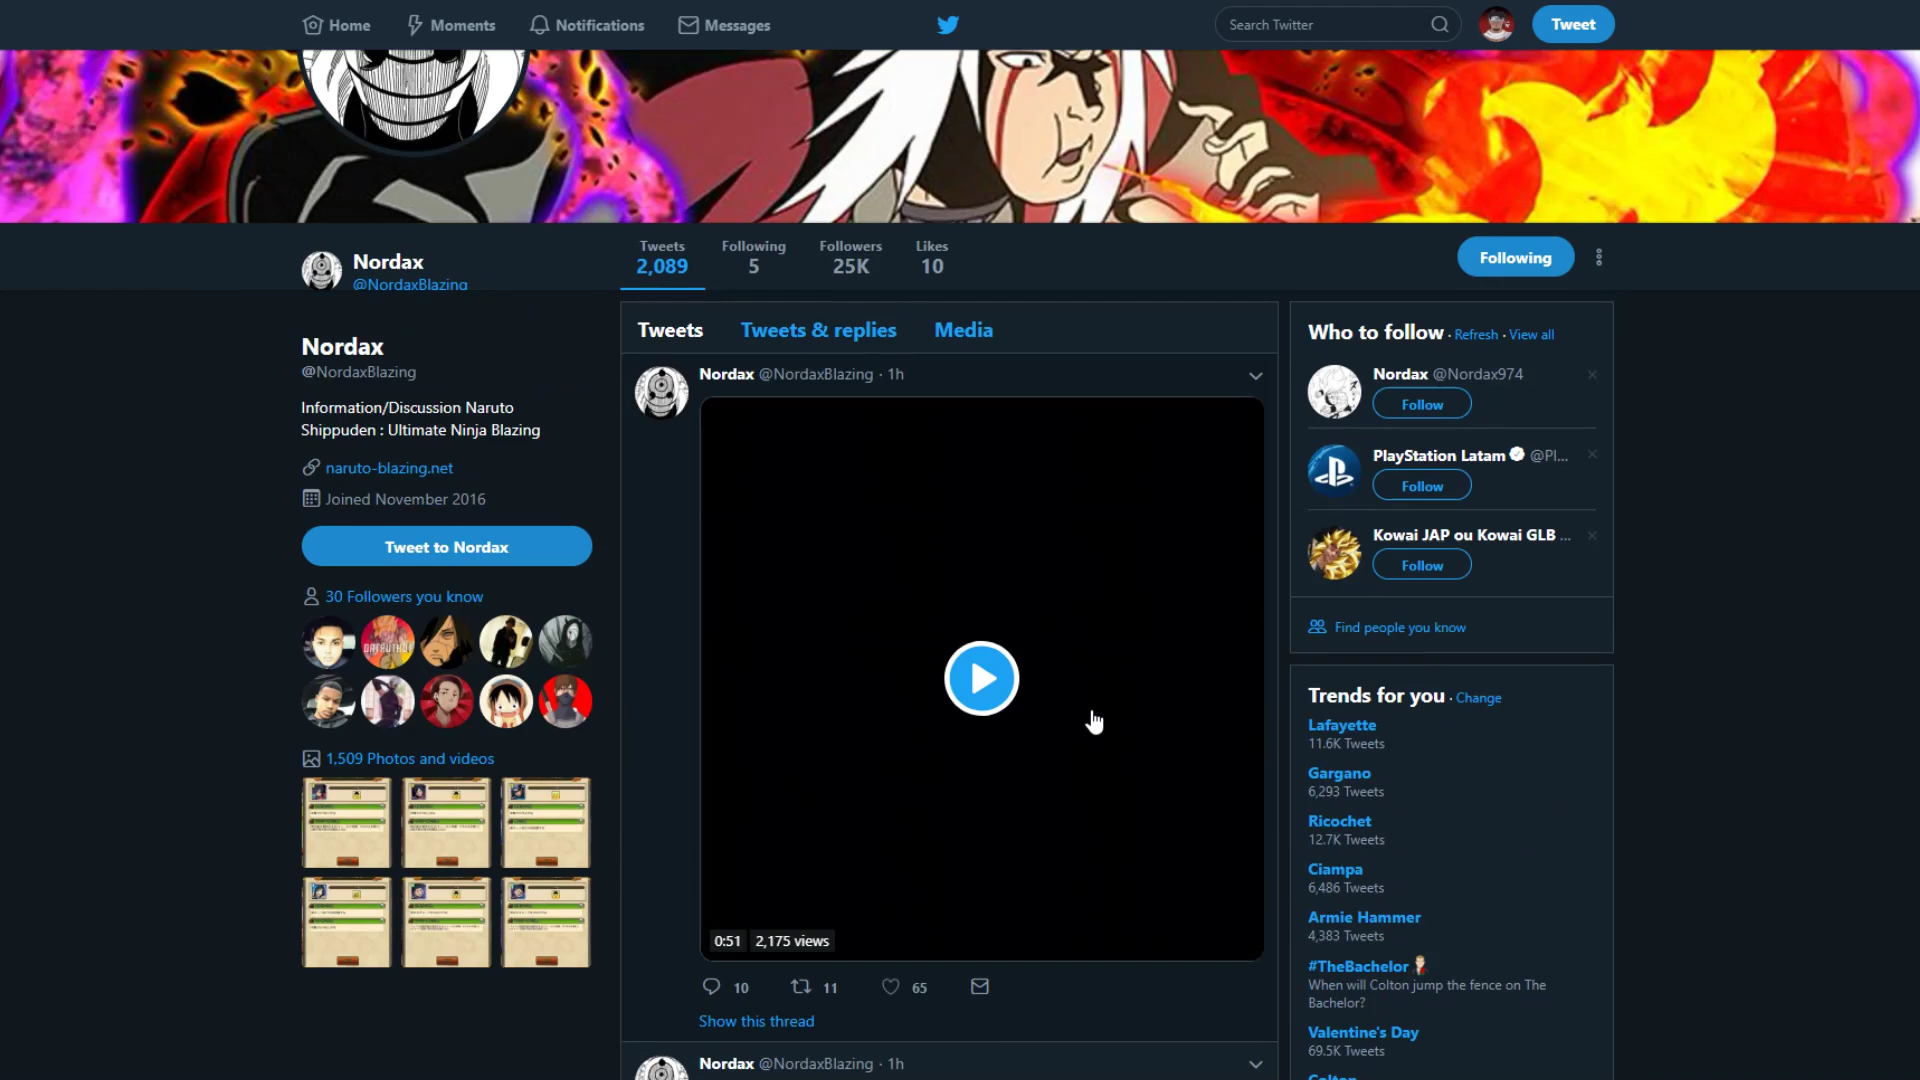 Home Moments Notifications Messages Search Twitter Tweet
Nordax
@NordaxBlazing
Tweets 2,089 Following 5 Followers 25K Likes 10
Following
Nordax
@NordaxBlazing
Information/Discussion Naruto
Shippuden : Ultimate Ninja Blazing
naruto-blazing.net
Joined November 2016
Tweet to Nordax
30 Followers you know
DATRUTHDT
1,509 Photos and videos
Tweets Tweets & replies Media
Nordax @NordaxBlazing · 1h
0:51 2,175 views
10 11 65
Show this thread
Nordax @NordaxBlazing · 1h
Who to follow · Refresh · View all
Nordax @Nordax974
Follow
PlayStation Latam @Pl...
Follow
Kowai JAP ou Kowai GLB ...
Follow
Find people you know
Trends for you · Change
Lafayette
11.6K Tweets
Gargano
6,293 Tweets
Ricochet
12.7K Tweets
Ciampa
6,486 Tweets
Armie Hammer
4,383 Tweets
#TheBachelor
When will Colton jump the fence on The
Bachelor?
Valentine's Day
69.5K Tweets
Colton